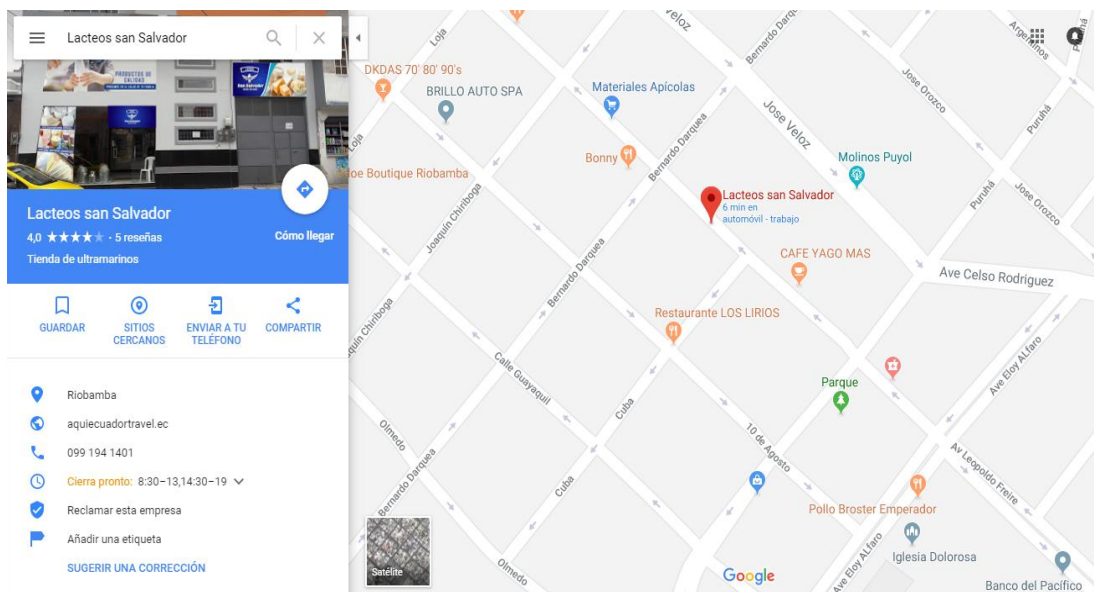 Lacteos san Salvador
PRODUCTOS DE
CALIDAD
San Salvador
Lacteos san Salvador
4,0 ★★★★★ - 5 reseñas
Tienda de ultramarinos
Cómo llegar
GUARDAR
SITIOS
CERCANOS
ENVIAR A TU
TELÉFONO
COMPARTIR
Riobamba
aquiecuadortravel.ec
099 194 1401
Cierra pronto: 8:30–13,14:30–19
Reclamar esta empresa
Añadir una etiqueta
SUGERIR UNA CORRECCIÓN
Satélite
Loja
Veloz
Bernardo Darq
Argentinos
Puruhá
DKDAS 70' 80' 90's
BRILLO AUTO SPA
Materiales Apícolas
Jose Orozco
Jose Veloz
Puruhá
Loja
Bernardo Darquea
Bonny
Molinos Puyol
oe Boutique Riobamba
Joaquín Chiriboga
Lacteos san Salvador
6 min en
automóvil - trabajo
Puruhá
Jose Orozco
Bernardo Darquea
CAFE YAGO MAS
Ave Celso Rodríguez
Joaquín Chiriboga
Restaurante LOS LIRIOS
Calle Guayaquil
Cuba
Parque
Ave Eloy ALfaro
Olmedo
10 de Agosto
Av Leopoldo Freire
Bernardo Darquea
Cuba
Pollo Broster Emperador
Iglesia Dolorosa
Olmedo
Ave Eloy ALfaro
Google
Banco del Pacífico